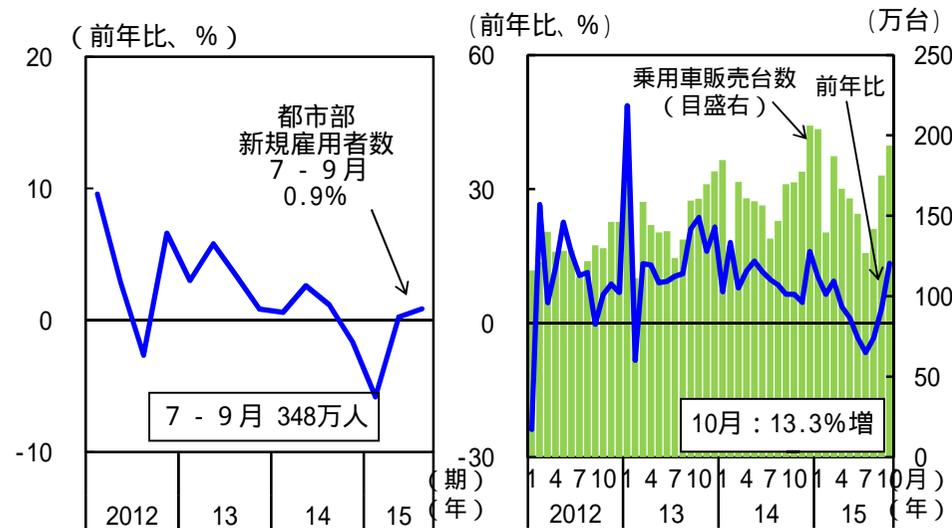 (前年比、%)
20
10
0
-10
都市部
新規雇用者数
7 - 9月
0.9%
7 - 9月 348万人
(期)
2012 13 14 15 (年)
(前年比、%)
(万台)
60
30
0
-30
250
200
150
100
50
0
乗用車販売台数
(目盛右)
前年比
10月:13.3%増
1 4 7 10 1 4 7 10 1 4 7 10 1 4 7 10 (月)
2012 13 14 15 (年)